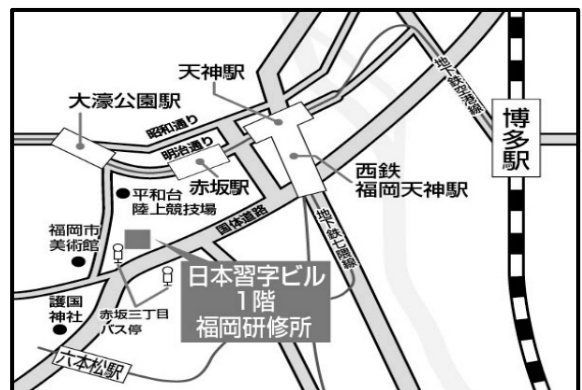 天神駅
大濠公園駅
昭和通り
明治通り
赤坂駅
地下鉄空港線
博多駅
西鉄
福岡天神駅
平和台
陸上競技場
国体道路
地下鉄七隈線
福岡市
美術館
日本習字ビル
1階
福岡研修所
護国
神社
赤坂三丁目
バス停
六本松駅